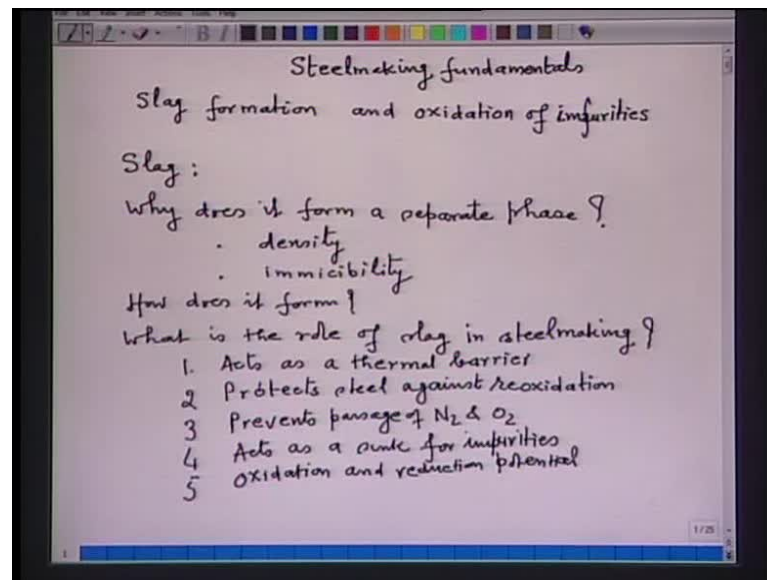 Steelmaking fundamentals
Slag formation and oxidation of impurities
Slag :
Why does it form a separate phase ?
. density
. immicibility
How does it form ?
What is the role of slag in steelmaking ?
1. Acts as a thermal barrier
2 Protects steel against reoxidation
3 Prevents passage of N2 & O2
4 Acts as a sink for impurities
5 oxidation and reduction potential
1/25
1